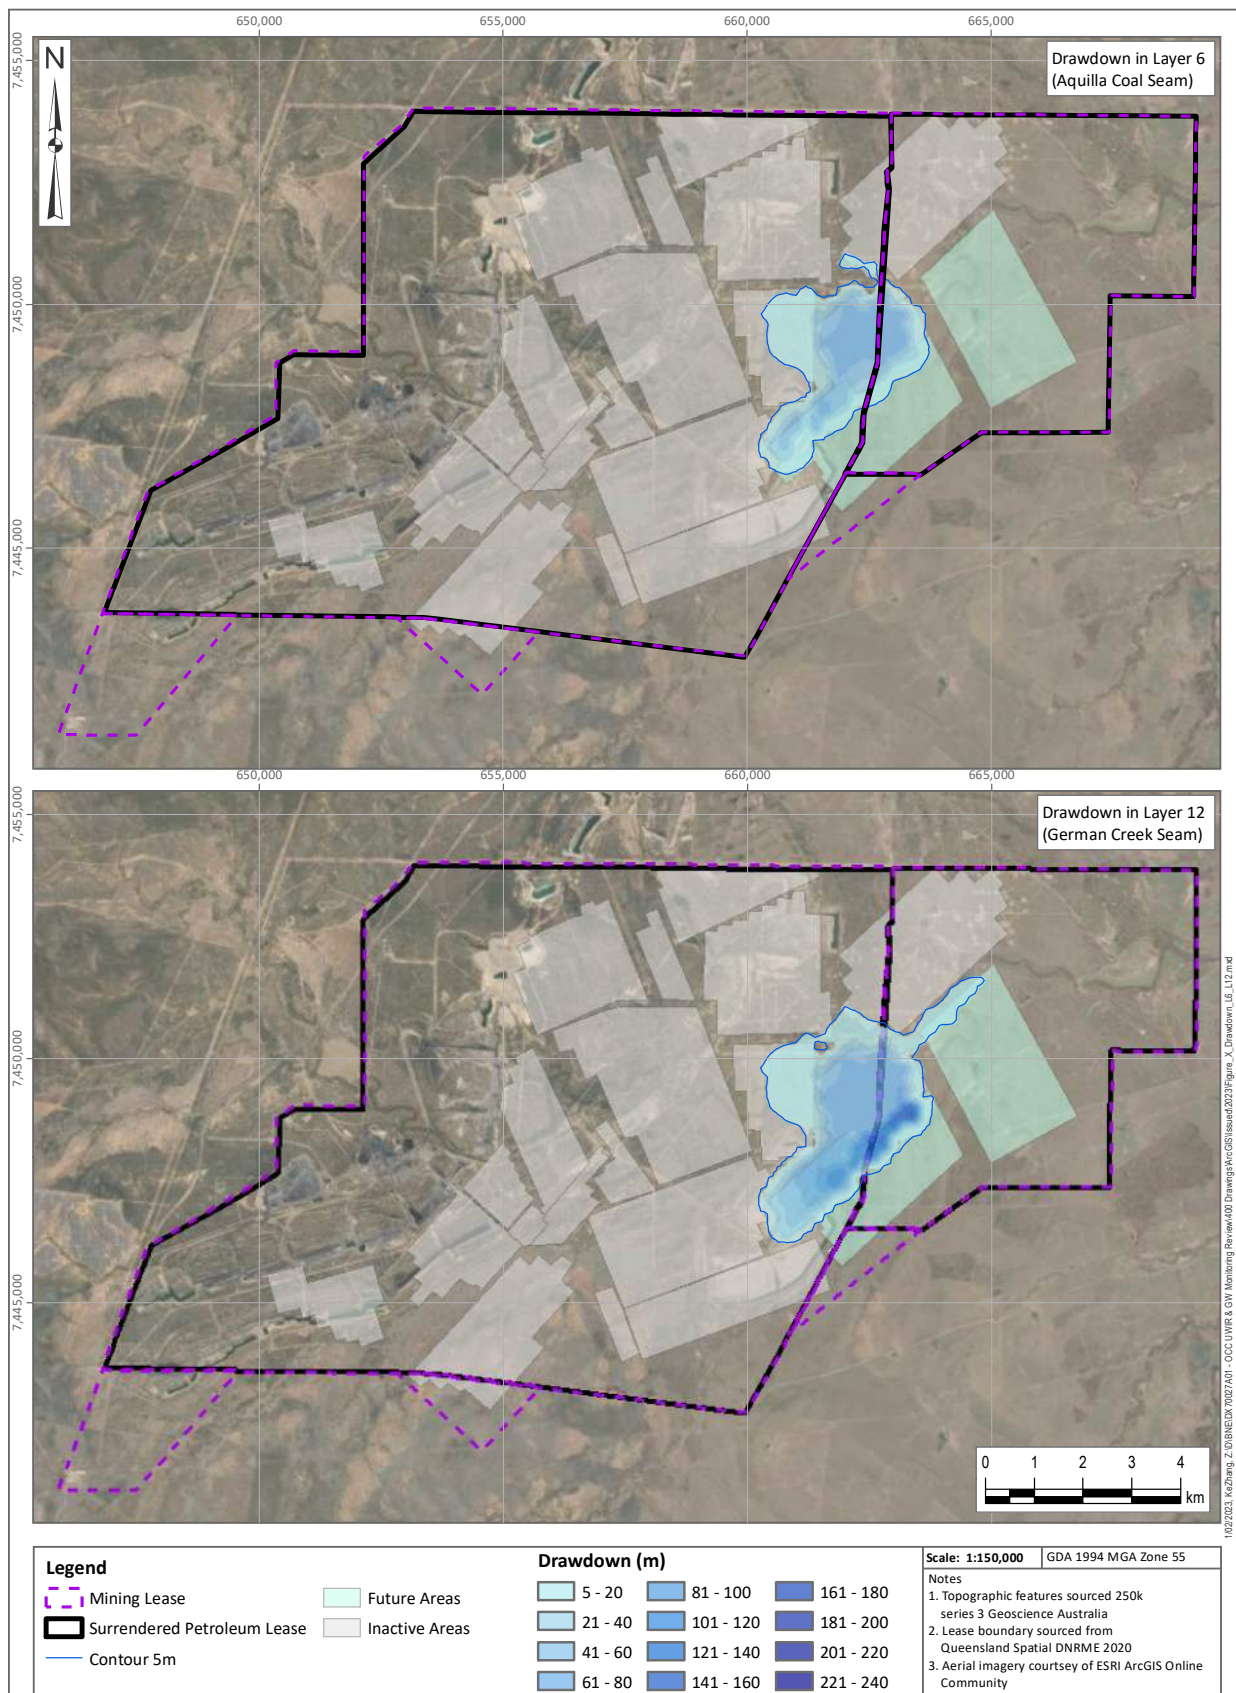 650,000 655,000 660,000 665,000
7,455,000
N
Drawdown in Layer 6
(Aquilla Coal Seam)
7,450,000
7,445,000
650,000 655,000 660,000 665,000
7,455,000
Drawdown in Layer 12
(German Creek Seam)
7,450,000
7,445,000
0 1 2 3 4
km
Legend
Mining Lease
Surrendered Petroleum Lease
Contour 5m
Future Areas
Inactive Areas
Drawdown (m)
5 - 20
21 - 40
41 - 60
61 - 80
81 - 100
101 - 120
121 - 140
141 - 160
161 - 180
181 - 200
201 - 220
221 - 240
Scale: 1:150,000 GDA 1994 MGA Zone 55
Notes
1. Topographic features sourced 250k
series 3 Geoscience Australia
2. Lease boundary sourced from
Queensland Spatial DNRME 2020
3. Aerial imagery courtsey of ESRI ArcGIS Online
Community